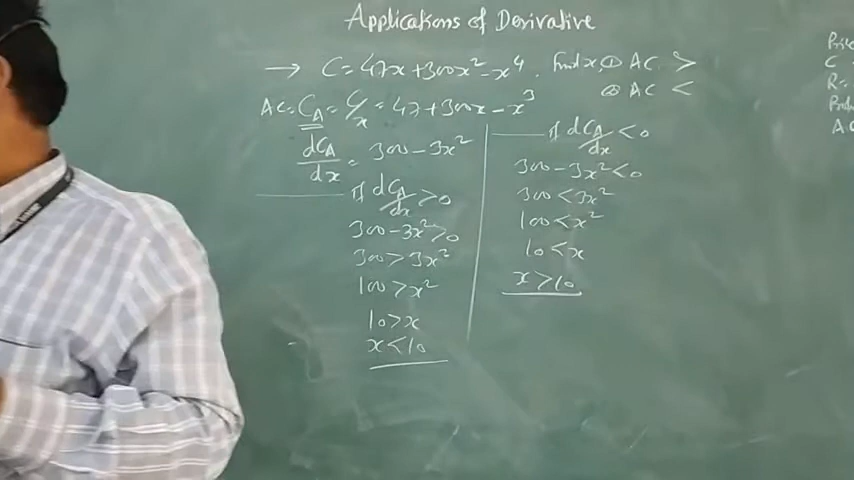 Applications of Derivative
→ C = 47x + 300x² - x⁴. Find x, ① AC >
② AC <
AC = C_A = C/x = 47 + 300x - x³
dC_A/dx = 300 - 3x²
if dC_A/dx > 0
300 - 3x² > 0
300 > 3x²
100 > x²
10 > x
x < 10
if dC_A/dx < 0
300 - 3x² < 0
300 < 3x²
100 < x²
10 < x
x > 10
C
R =
AC